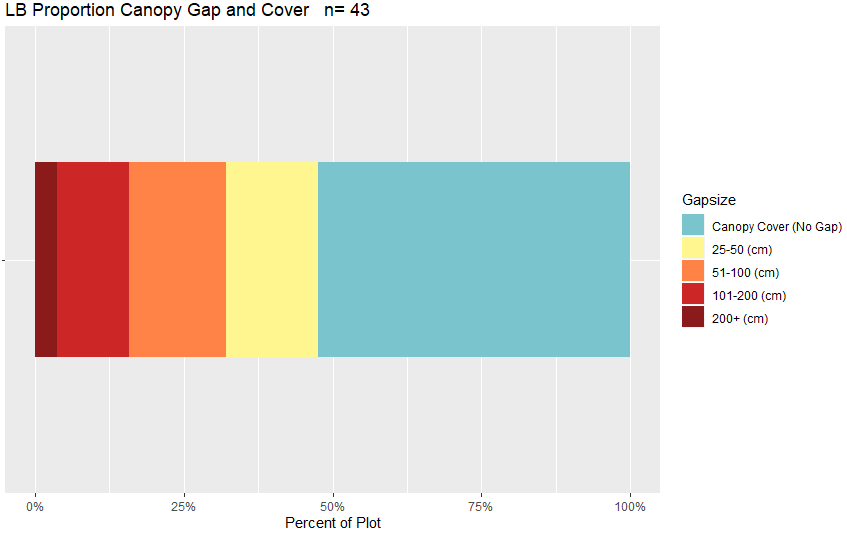 LB Proportion Canopy Gap and Cover   n= 43
Gapsize
Canopy Cover (No Gap)
25-50 (cm)
51-100 (cm)
101-200 (cm)
200+ (cm)
0%
25%
50%
75%
100%
Percent of Plot